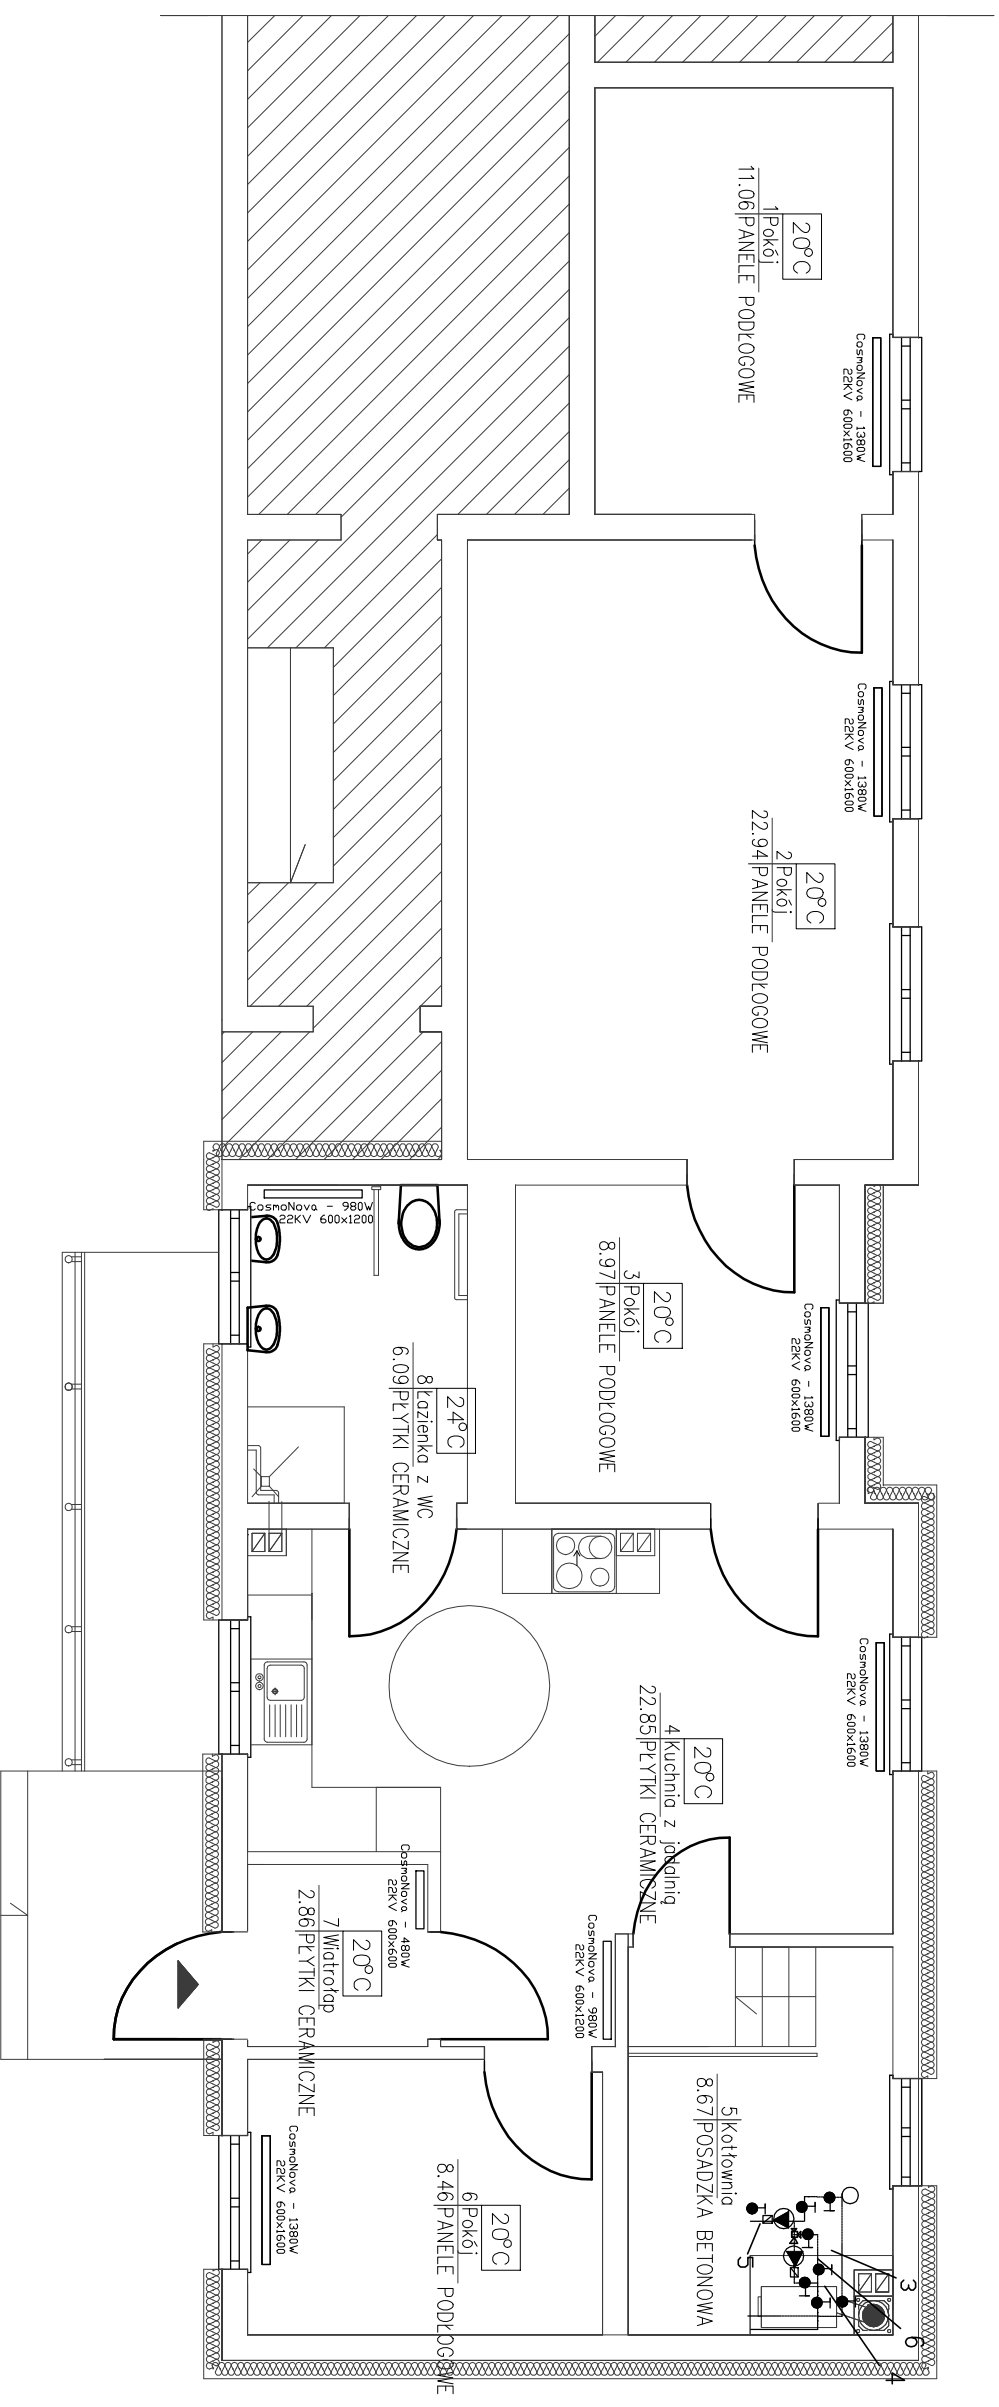 20°C
1 Pokój
11.06 PANELE PODŁOGOWE
CosmoNova - 1380W
22KV 600x1600
CosmoNova - 1380W
22KV 600x1600
20°C
2 Pokój
22.94 PANELE PODŁOGOWE
CosmoNova - 980W
22KV 600x1200
20°C
3 Pokój
8.97 PANELE PODŁOGOWE
CosmoNova - 1380W
22KV 600x1600
24°C
8 Łazienka z WC
6.09 PŁYTKI CERAMICZNE
CosmoNova - 1380W
22KV 600x1600
20°C
4 Kuchnia z jadalnią
22.85 PŁYTKI CERAMICZNE
CosmoNova - 480W
22KV 600x600
20°C
7 Wiatrołap
2.86 PŁYTKI CERAMICZNE
CosmoNova - 980W
22KV 600x1200
5 Kotłownia
8.67 POSADZKA BETONOWA
CosmoNova - 1380W
22KV 600x1600
20°C
6 Pokój
8.46 PANELE PODŁOGOWE
5
3
6
4